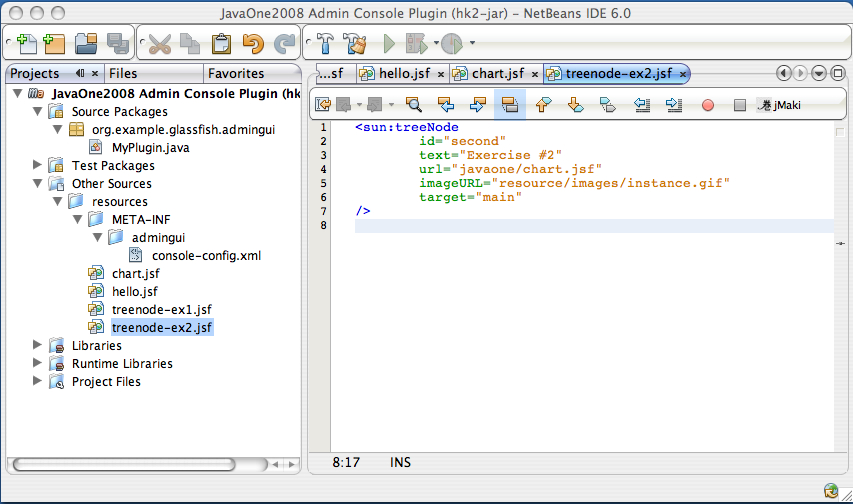 JavaOne2008 Admin Console Plugin (hk2-jar) – NetBeans IDE 6.0
Projects
Files
Favorites
...sf
hello.jsf
chart.jsf
treenode-ex2.jsf
jMaki
JavaOne2008 Admin Console Plugin (hk
Source Packages
org.example.glassfish.admingui
MyPlugin.java
Test Packages
Other Sources
resources
META-INF
admingui
console-config.xml
chart.jsf
hello.jsf
treenode-ex1.jsf
treenode-ex2.jsf
Libraries
Runtime Libraries
Project Files
1 <sun:treeNode
2 id="second"
3 text="Exercise #2"
4 url="javaone/chart.jsf"
5 imageURL="resource/images/instance.gif"
6 target="main"
7 />
8
8:17 INS